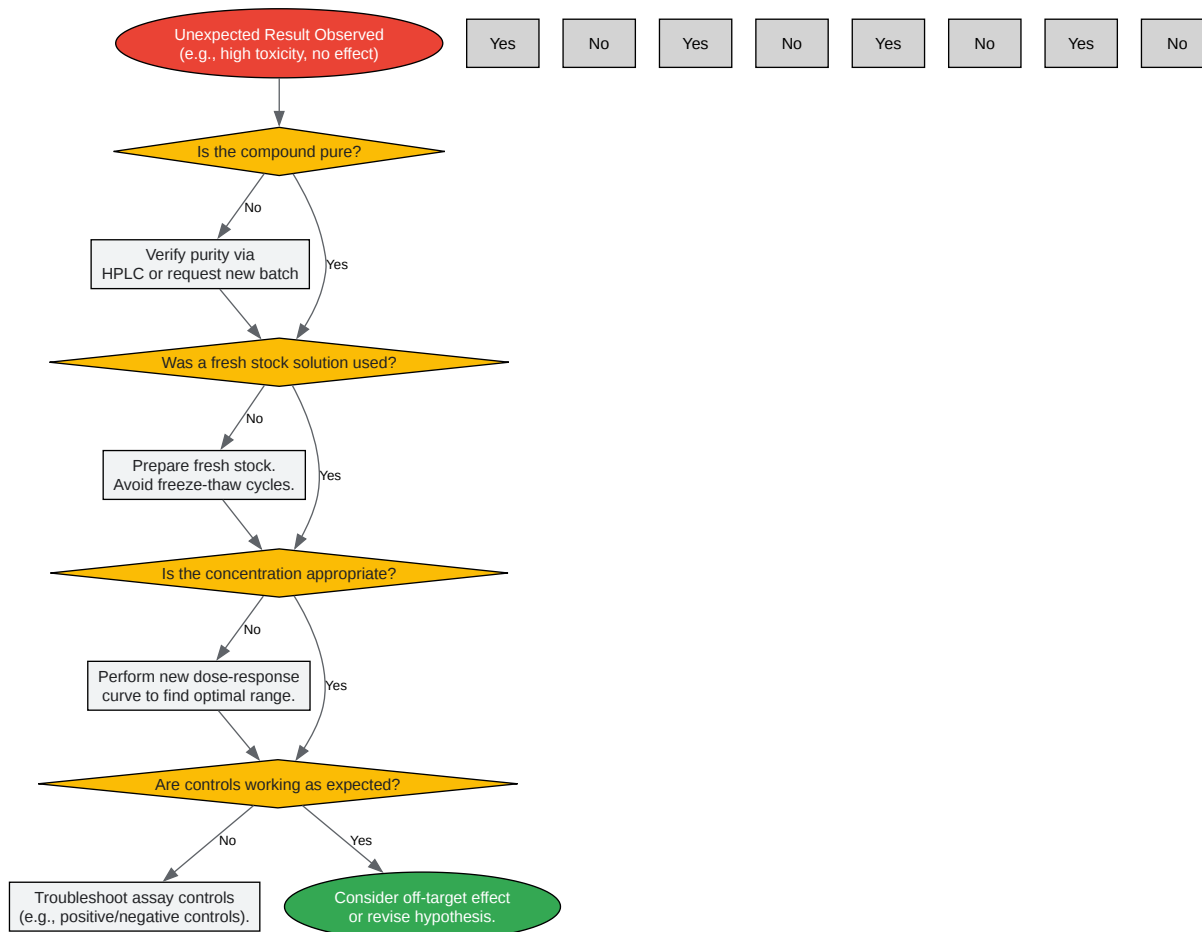 Unexpected Result Observed
(e.g., high toxicity, no effect)
Yes
No
Yes
No
Yes
No
Yes
No
Is the compound pure?
No
Verify purity via
HPLC or request new batch
Yes
Was a fresh stock solution used?
No
Prepare fresh stock.
Avoid freeze-thaw cycles.
Yes
Is the concentration appropriate?
No
Perform new dose-response
curve to find optimal range.
Yes
Are controls working as expected?
No
Yes
Troubleshoot assay controls
(e.g., positive/negative controls).
Consider off-target effect
or revise hypothesis.